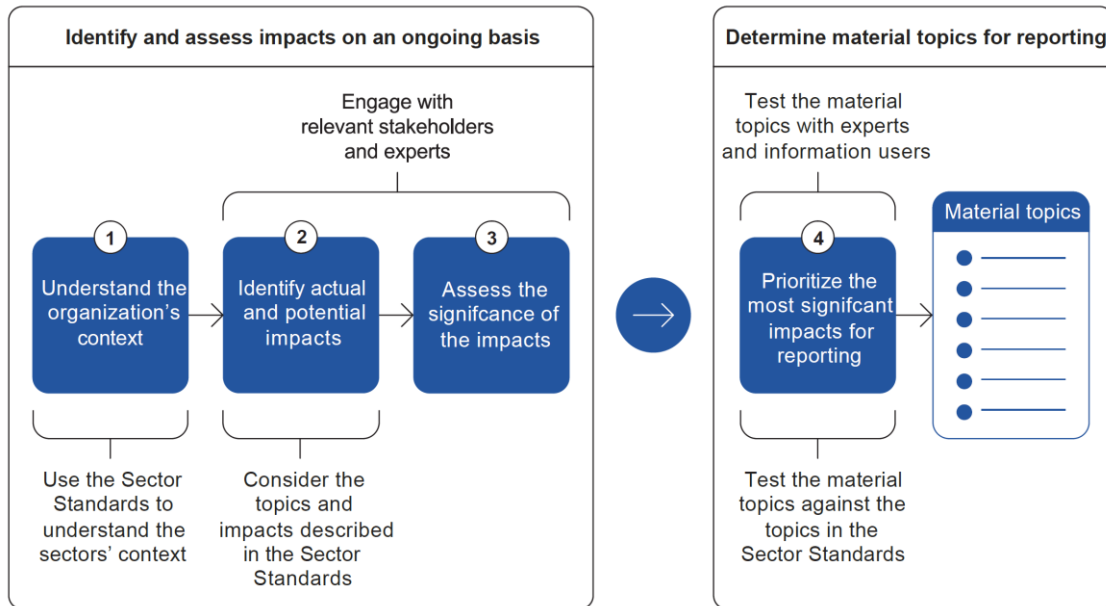 Identify and assess impacts on an ongoing basis
Engage with
relevant stakeholders
and experts
1
Understand the
organization’s
context
2
Identify actual
and potential
impacts
3
Assess the
signifcance of
the impacts
Use the Sector
Standards to
understand the
sectors’ context
Consider the
topics and
impacts described
in the Sector
Standards
Determine material topics for reporting
Test the material
topics with experts
and information users
4
Prioritize the
most signifcant
impacts for
reporting
Material topics
Test the material
topics against the
topics in the
Sector Standards